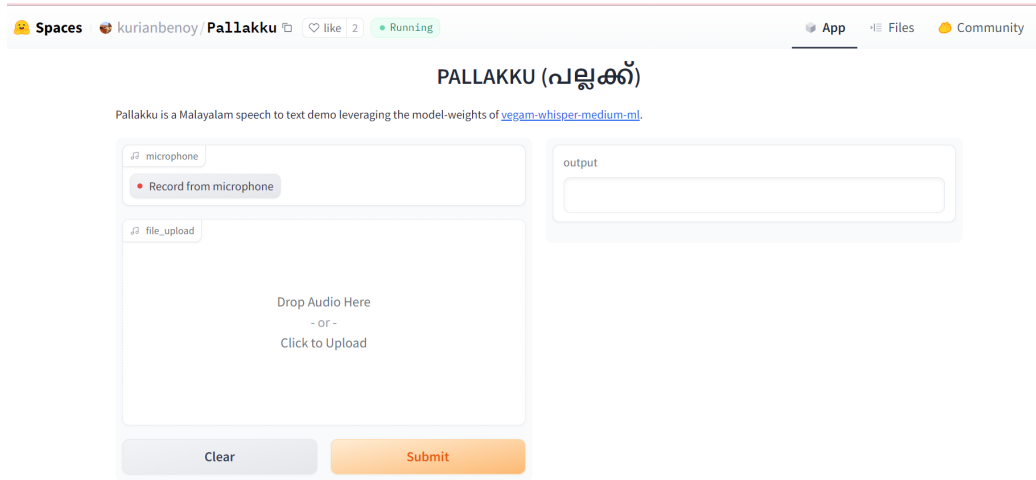 Spaces kurianbenoy/Pallakku like 2 Running App Files Community
PALLAKKU (പല്ലക്ക്)
Pallakku is a Malayalam speech to text demo leveraging the model-weights of vegam-whisper-medium-ml.
microphone
Record from microphone
file_upload
Drop Audio Here
- or -
Click to Upload
Clear Submit
output